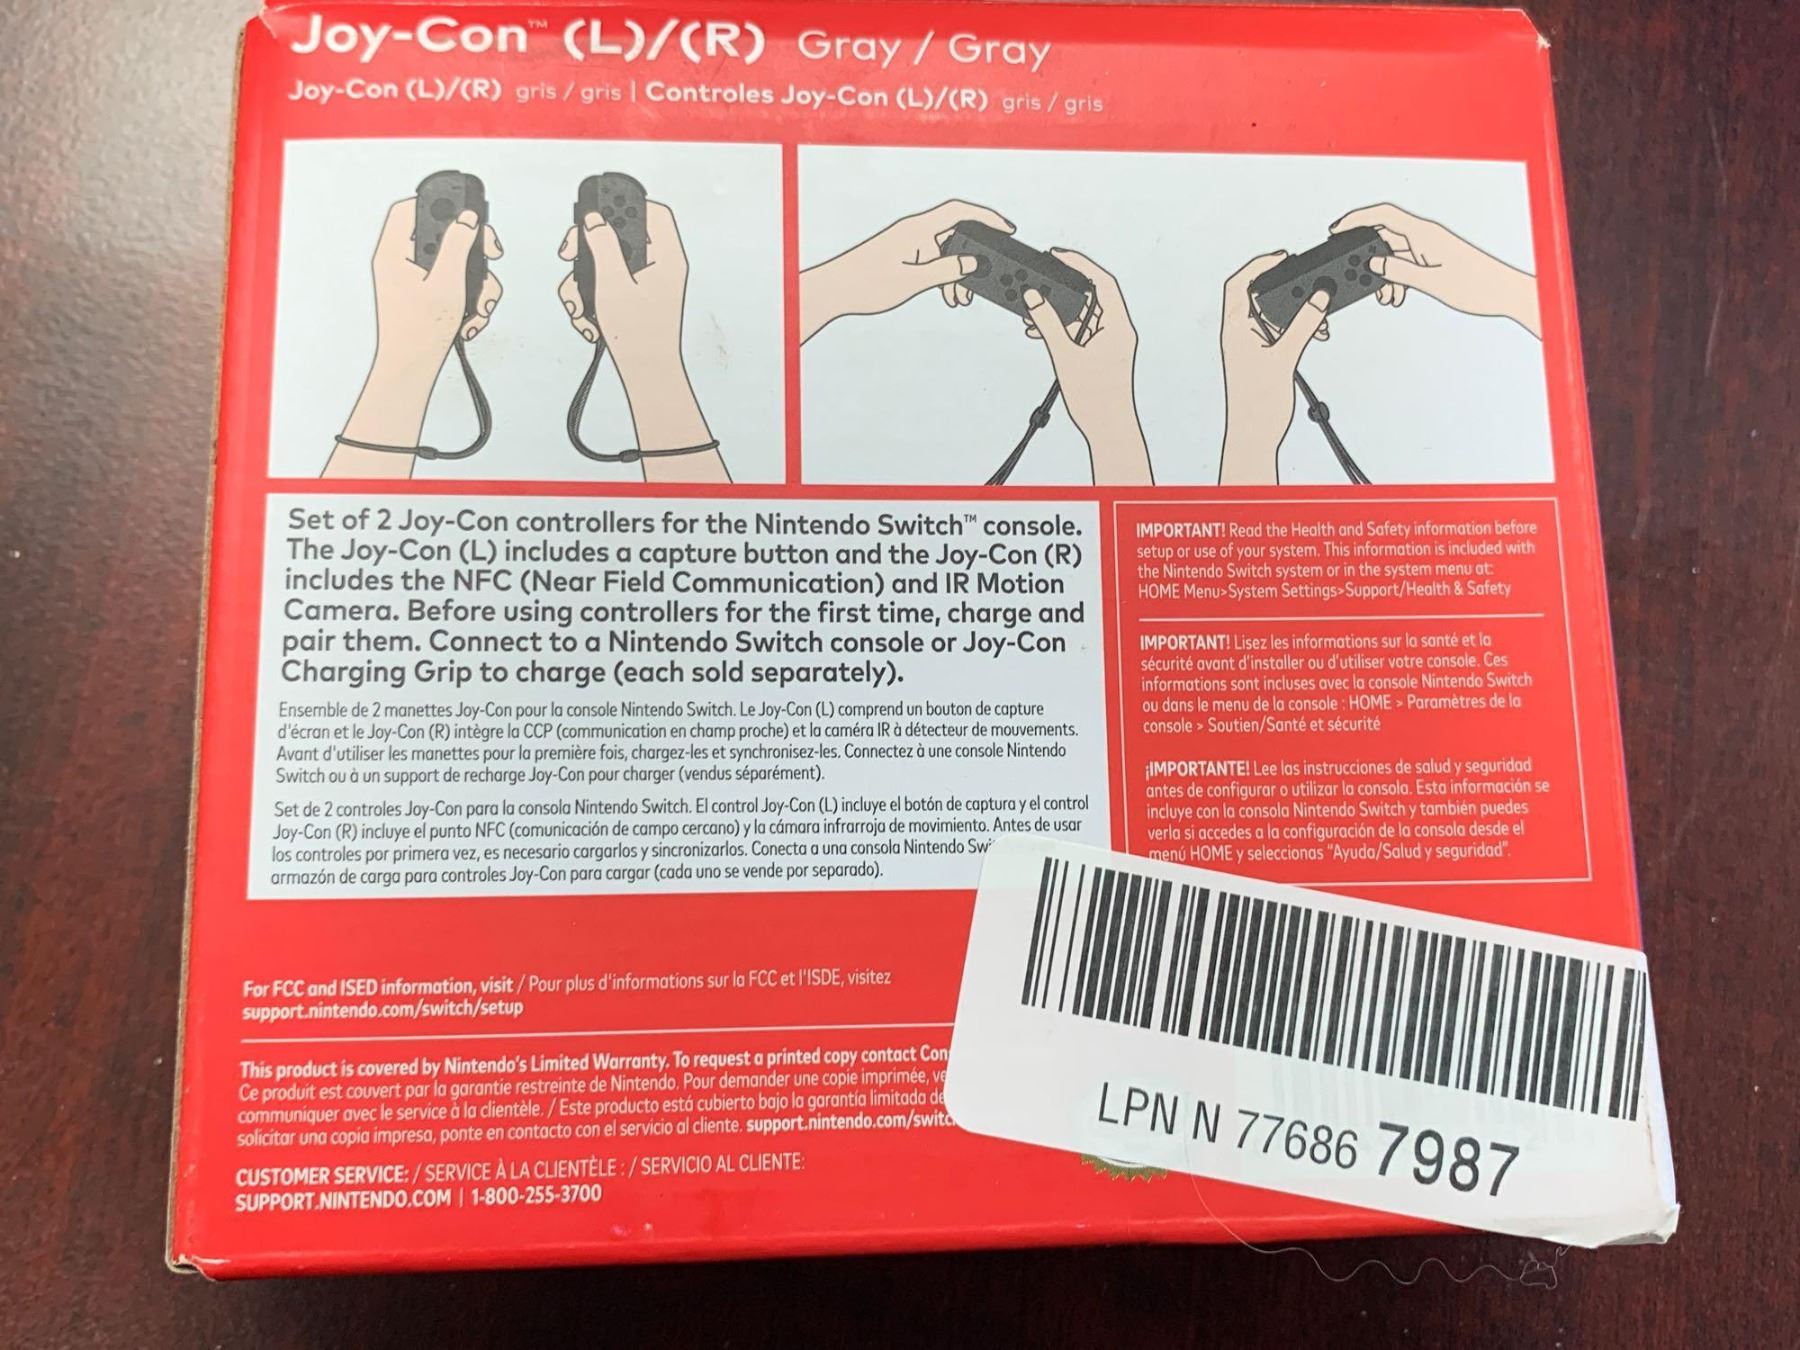 Joy-Con™ (L)/(R) Gray / Gray
Joy-Con (L)/(R) gris / gris | Controles Joy-Con (L)/(R) gris / gris
Set of 2 Joy-Con controllers for the Nintendo Switch™ console.
The Joy-Con (L) includes a capture button and the Joy-Con (R)
includes the NFC (Near Field Communication) and IR Motion
Camera. Before using controllers for the first time, charge and
pair them. Connect to a Nintendo Switch console or Joy-Con
Charging Grip to charge (each sold separately).
Ensemble de 2 manettes Joy-Con pour la console Nintendo Switch. Le Joy-Con (L) comprend un bouton de capture
d'écran et le Joy-Con (R) intègre la CCP (communication en champ proche) et la caméra IR à détecteur de mouvements.
Avant d'utiliser les manettes pour la première fois, chargez-les et synchronisez-les. Connectez à une console Nintendo
Switch ou à un support de recharge Joy-Con pour charger (vendus séparément).
Set de 2 controles Joy-Con para la consola Nintendo Switch. El control Joy-Con (L) incluye el botón de captura y el control
Joy-Con (R) incluye el punto NFC (comunicación de campo cercano) y la cámara infrarroja de movimiento. Antes de usar
los controles por primera vez, es necesario cargarlos y sincronizarlos. Conecta a una consola Nintendo
armazón de carga para controles Joy-Con para cargar (cada uno se vende por separado).
IMPORTANT! Read the Health and Safety information before
setup or use of your system. This information is included with
the Nintendo Switch system or in the system menu at:
HOME Menu>System Settings>Support/Health & Safety
IMPORTANT! Lisez les informations sur la santé et la
sécurité avant d'installer ou d'utiliser votre console. Ces
informations sont incluses avec la console Nintendo Switch
ou dans le menu de la console : HOME > Paramètres de la
console > Soutien/Santé et sécurité
¡IMPORTANTE! Lee las instrucciones de salud y seguridad
antes de configurar o utilizar la consola. Esta información se
incluye con la consola Nintendo Switch y también puedes
verla si accedes a la configuración de la consola desde el
menú HOME y seleccionas "Ayuda/Salud y seguridad".
For FCC and ISED information, visit / Pour plus d'informations sur la FCC et l'ISDE, visitez
support.nintendo.com/switch/setup
This product is covered by Nintendo's Limited Warranty. To request a printed copy contact
Ce produit est couvert par la garantie restreinte de Nintendo. Pour demander une copie imprimée,
communiquer avec le service à la clientèle. / Este producto está cubierto bajo la garantía limitada de
solicitar una copia impresa, ponte en contacto con el servicio al cliente. support.nintendo.com/switc
CUSTOMER SERVICE: / SERVICE À LA CLIENTÈLE : / SERVICIO AL CLIENTE:
SUPPORT.NINTENDO.COM | 1-800-255-3700
LPN N 77686 7987